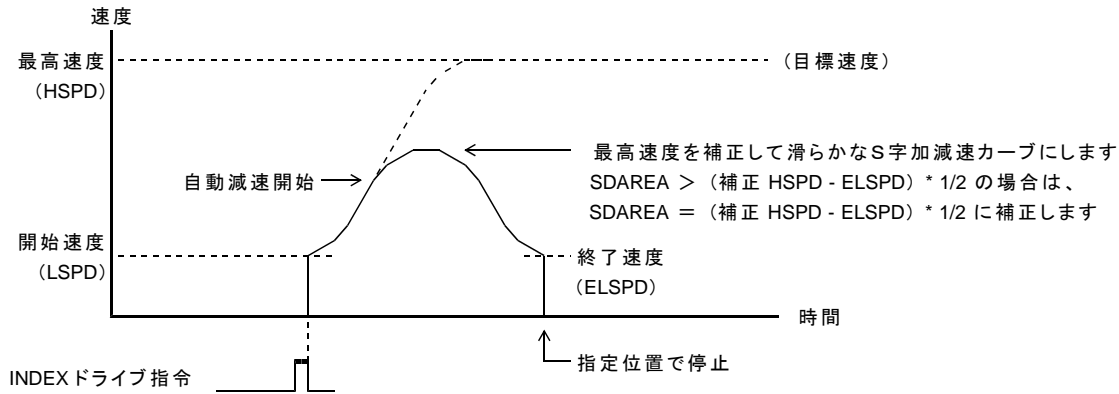 速度
最高速度
(HSPD)
(目標速度)
最高速度を補正して滑らかなS字加減速カーブにします
自動減速開始
SDAREA > (補正 HSPD - ELSPD) * 1/2 の場合は、
SDAREA = (補正 HSPD - ELSPD) * 1/2 に補正します
開始速度
(LSPD)
終了速度
(ELSPD)
時間
指定位置で停止
INDEXドライブ指令